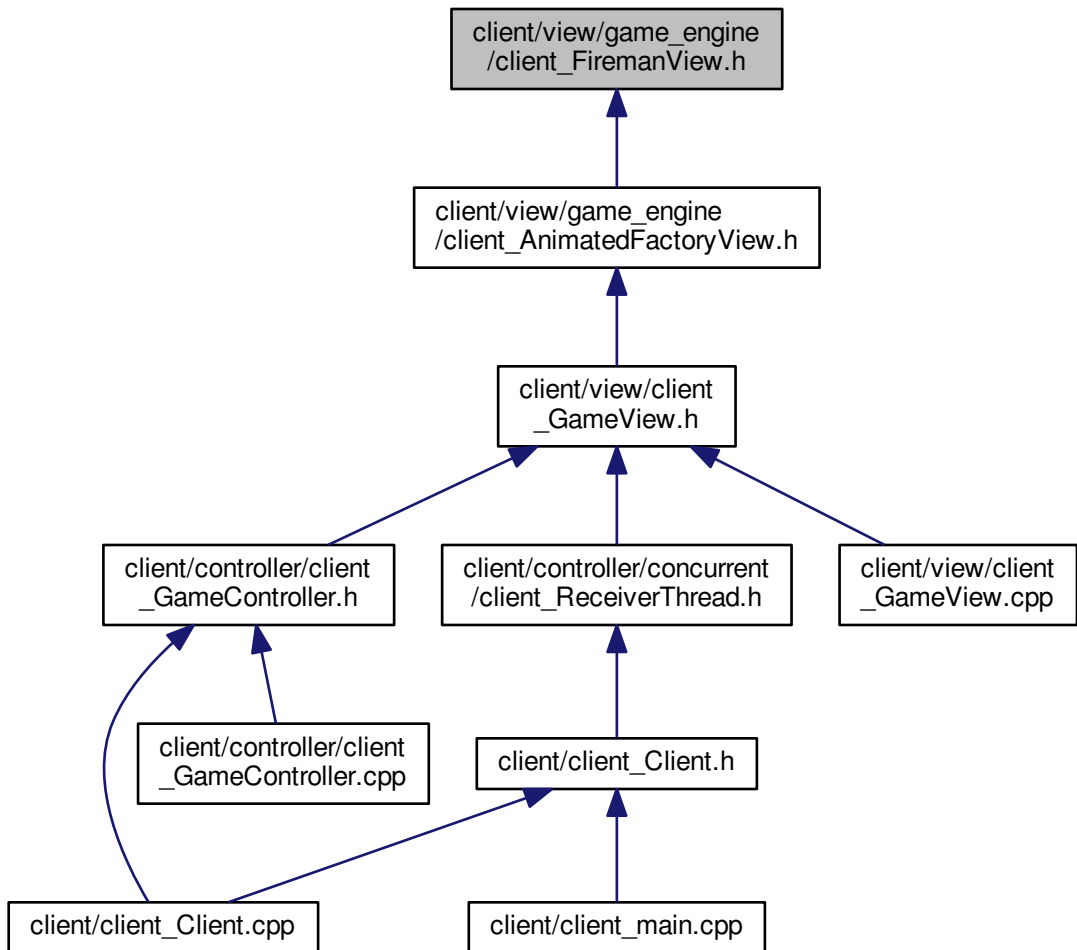 client/view/game_engine
/client_FiremanView.h
client/view/game_engine
/client_AnimatedFactoryView.h
client/view/client
_GameView.h
client/controller/client
_GameController.h
client/controller/concurrent
/client_ReceiverThread.h
client/view/client
_GameView.cpp
client/controller/client
_GameController.cpp
client/client_Client.h
client/client_Client.cpp
client/client_main.cpp